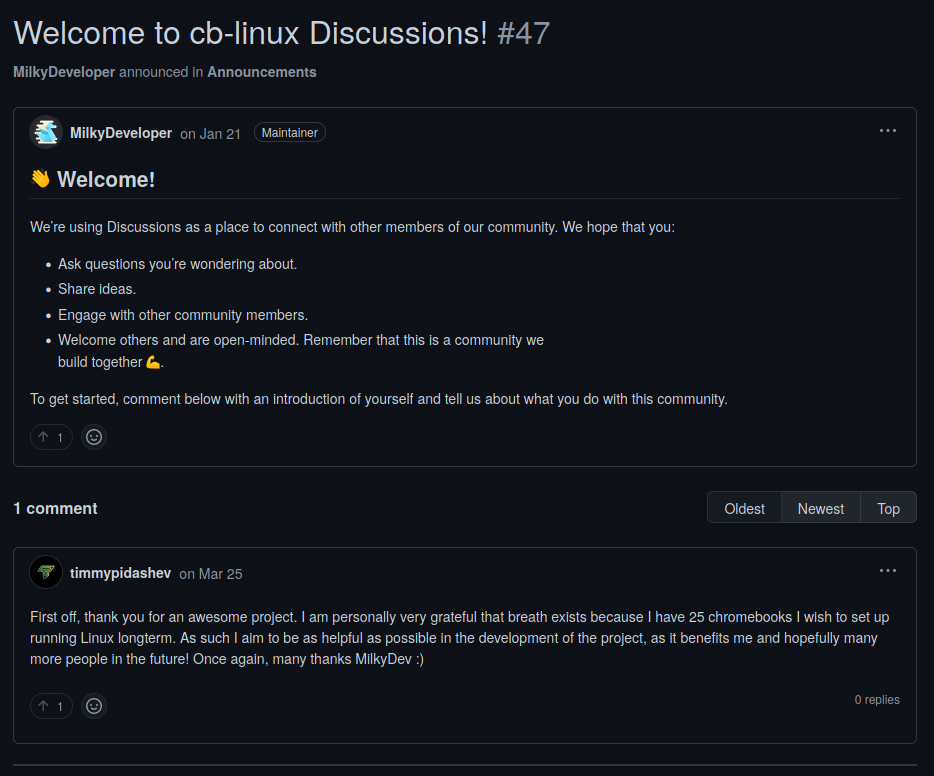 Welcome to cb-linux Discussions! #47
MilkyDeveloper announced in Announcements
MilkyDeveloper on Jan 21 Maintainer
👋 Welcome!
We’re using Discussions as a place to connect with other members of our community. We hope that you:
• Ask questions you’re wondering about.
• Share ideas.
• Engage with other community members.
• Welcome others and are open-minded. Remember that this is a community we
build together 💪.
To get started, comment below with an introduction of yourself and tell us about what you do with this community.
↑ 1
1 comment
Oldest Newest Top
timmypidashev on Mar 25
First off, thank you for an awesome project. I am personally very grateful that breath exists because I have 25 chromebooks I wish to set up
running Linux longterm. As such I aim to be as helpful as possible in the development of the project, as it benefits me and hopefully many
more people in the future! Once again, many thanks MilkyDev :)
↑ 1
0 replies